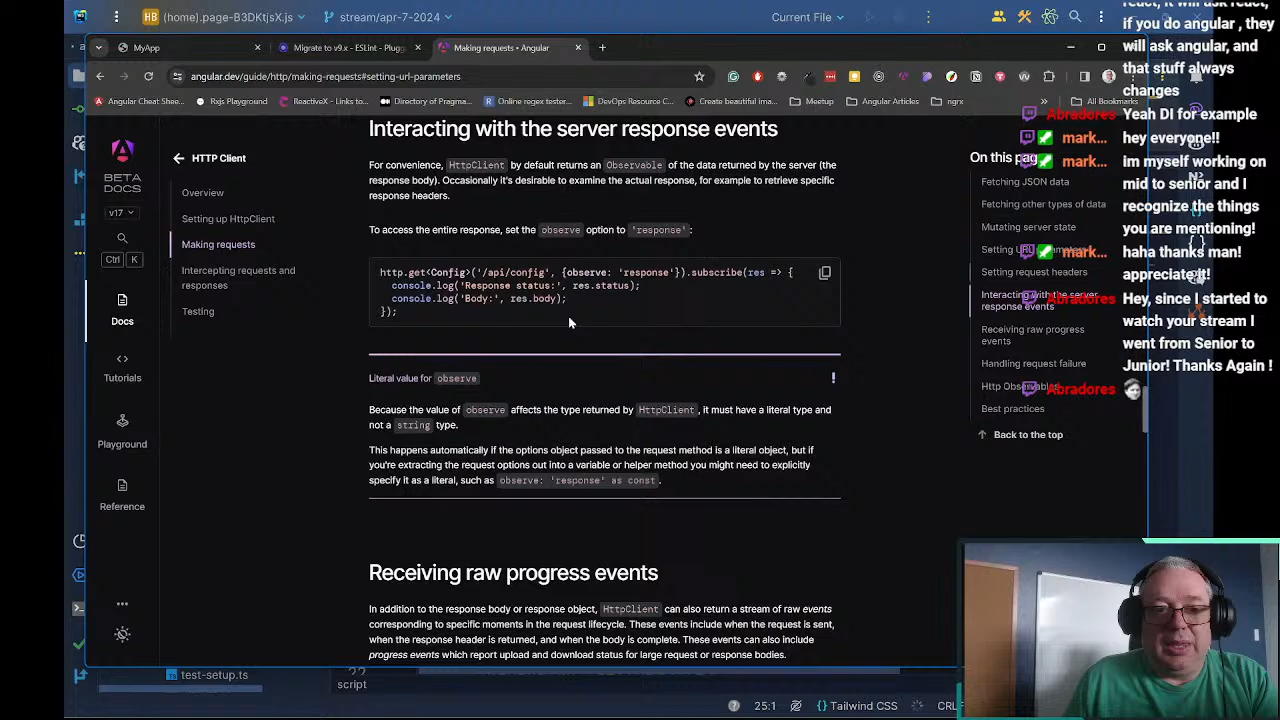 HB (home).page-B3DKtjsX.js
stream/apr-7-2024
Current File
MyApp
Migrate to v9.x - ESLint - Plugg
Making requests • Angular
angular.dev/guide/http/making-requests#setting-url-parameters
Angular Cheat Shee...
Rxjs Playground
ReactiveX - Links to...
Directory of Pragma...
Online regex tester...
DevOps Resource C...
Create beautiful ima...
Meetup
Angular Articles
ngrx
All Bookmarks
BETA
DOCS
v17
Ctrl K
Docs
Tutorials
Playground
Reference
HTTP Client
Overview
Setting up HttpClient
Making requests
Intercepting requests and
responses
Testing
Interacting with the server response events
For convenience, HttpClient by default returns an Observable of the data returned by the server (the
response body). Occasionally it's desirable to examine the actual response, for example to retrieve specific
response headers.
To access the entire response, set the observe option to 'response':
http.get<Config>('/api/config', {observe: 'response'}).subscribe(res => {
console.log('Response status:', res.status);
console.log('Body:', res.body);
});
Literal value for observe
!
Because the value of observe affects the type returned by HttpClient, it must have a literal type and
not a string type.
This happens automatically if the options object passed to the request method is a literal object, but if
you're extracting the request options out into a variable or helper method you might need to explicitly
specify it as a literal, such as observe: 'response' as const.
Receiving raw progress events
In addition to the response body or response object, HttpClient can also return a stream of raw events
corresponding to specific moments in the request lifecycle. These events include when the request is sent,
when the response header is returned, and when the body is complete. These events can also include
progress events which report upload and download status for large request or response bodies.
On this pag
Fetching JSON data
Fetching other types of data
Mutating server state
Setting
Setting request headers
Interacting with the server
response events
Receiving raw progress
events
Handling request failure
Http Observables
Best practices
Back to the top
react, it will ask react,
if you do angular , they
will ask angular, and
that stuff always
changes
Abradores
Yeah DI for example
mark...
hey everyone!!
mark...
im myself working on
mid to senior and I
recognize the things
you are mentioning!
mark...
haha thanks man!
appreciate it!
Abradores
Hey, since I started to
watch your stream I
went from Senior to
Junior! Thanks Again !
Abradores
test-setup.ts
script
25:1
Tailwind CSS